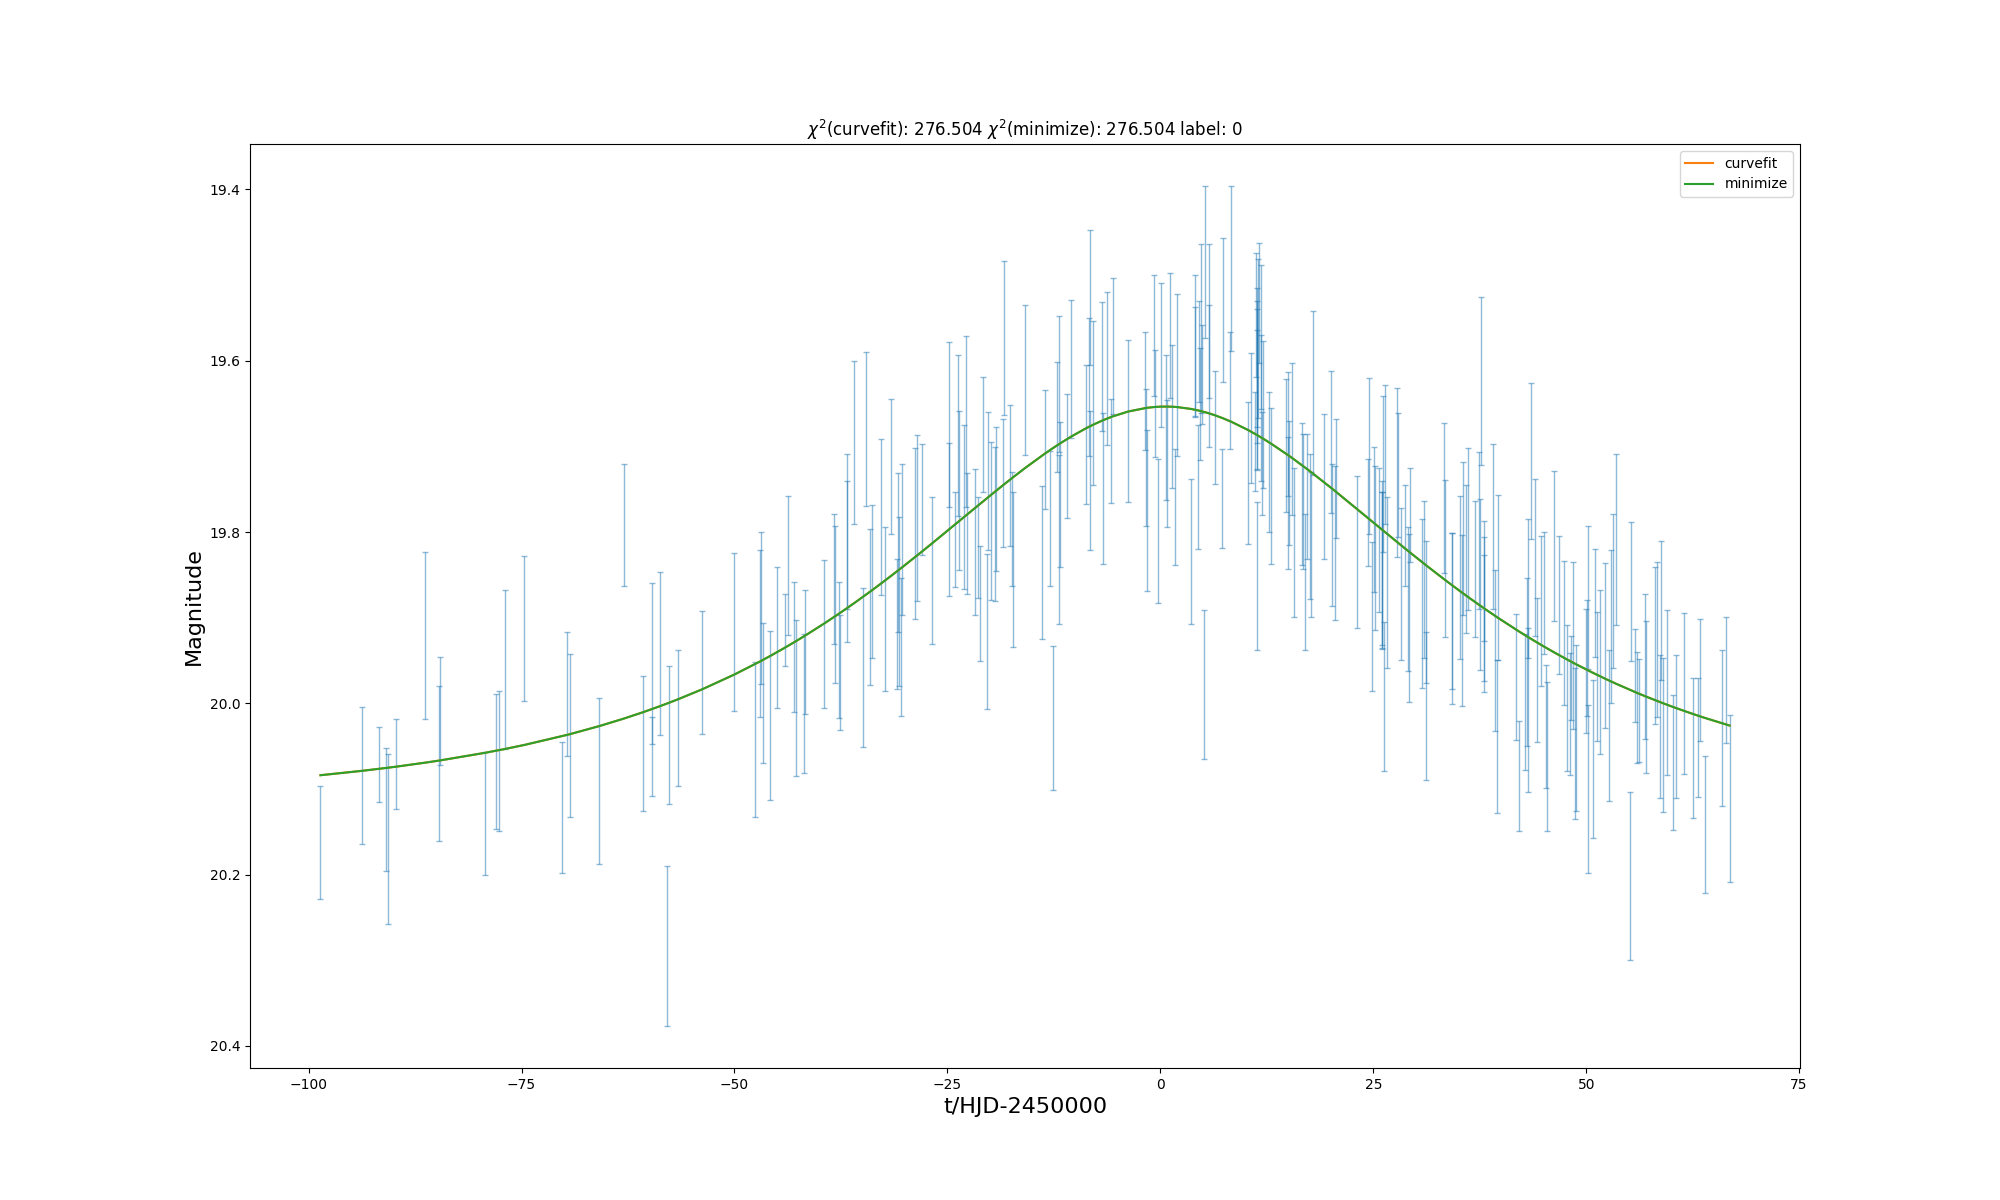 χ²(curvefit): 276.504 χ²(minimize): 276.504 label: 0
curvefit
minimize
19.4
19.6
19.8
20.0
20.2
20.4
Magnitude
−100
−75
−50
−25
0
25
50
75
t/HJD-2450000